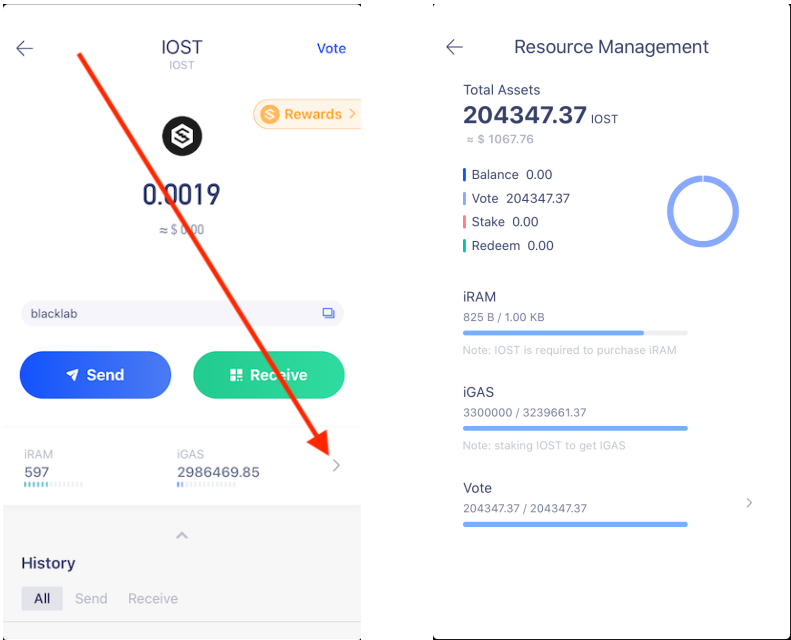 IOST
Vote
IOST
Rewards
0.0019
≈ $ 0.00
blacklab
Send
Receive
iRAM
597
iGAS
2986469.85
History
All Send Receive
Resource Management
Total Assets
204347.37 IOST
≈ $ 1067.76
Balance 0.00
Vote 204347.37
Stake 0.00
Redeem 0.00
iRAM
825 B / 1.00 KB
Note: IOST is required to purchase iRAM
iGAS
3300000 / 3239661.37
Note: staking IOST to get IGAS
Vote
204347.37 / 204347.37